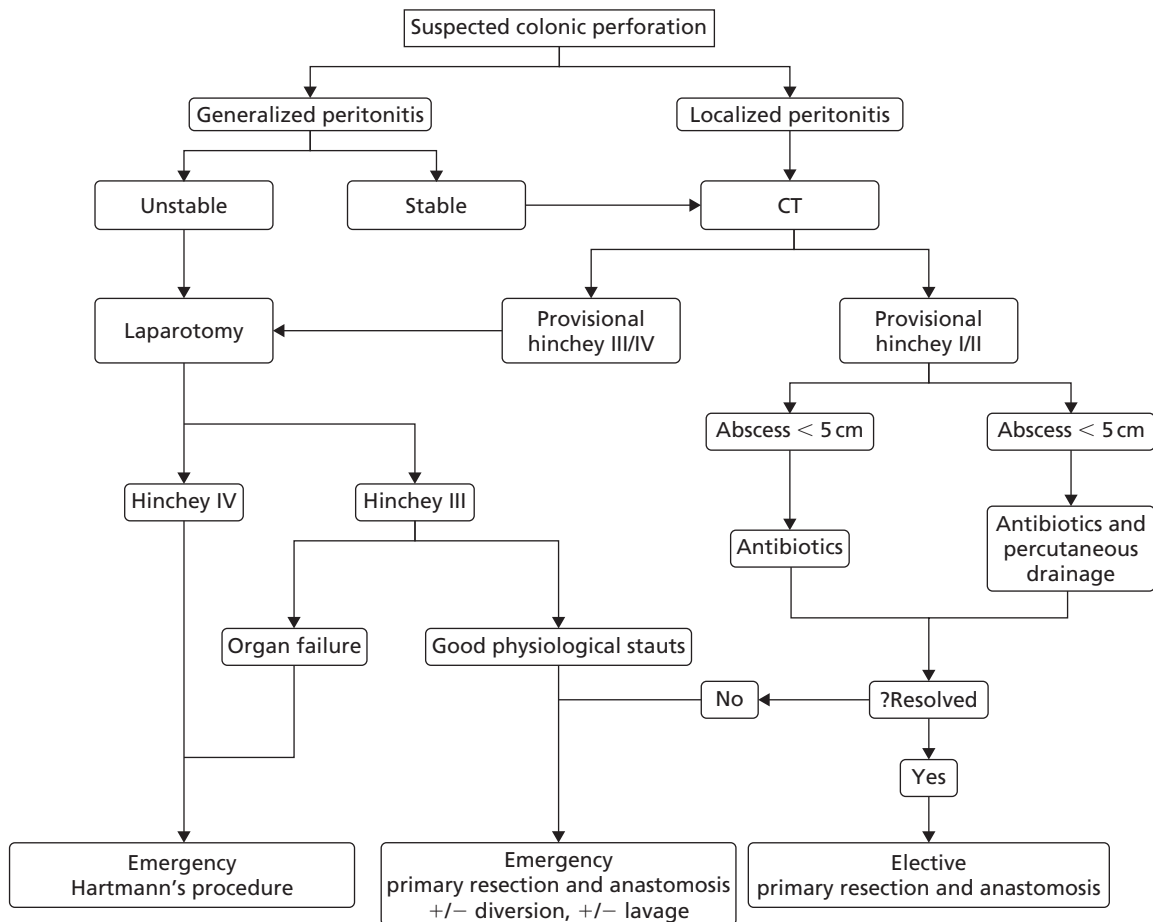 Suspected colonic perforation
Generalized peritonitis
Localized peritonitis
Unstable
Stable
CT
Laparotomy
Provisional
hinchey III/IV
Provisional
hinchey I/II
Abscess < 5 cm
Abscess < 5 cm
Hinchey IV
Hinchey III
Antibiotics
Antibiotics and
percutaneous
drainage
Organ failure
Good physiological stauts
No
?Resolved
Yes
Emergency
Hartmann’s procedure
Emergency
primary resection and anastomosis
+/− diversion, +/− lavage
Elective
primary resection and anastomosis